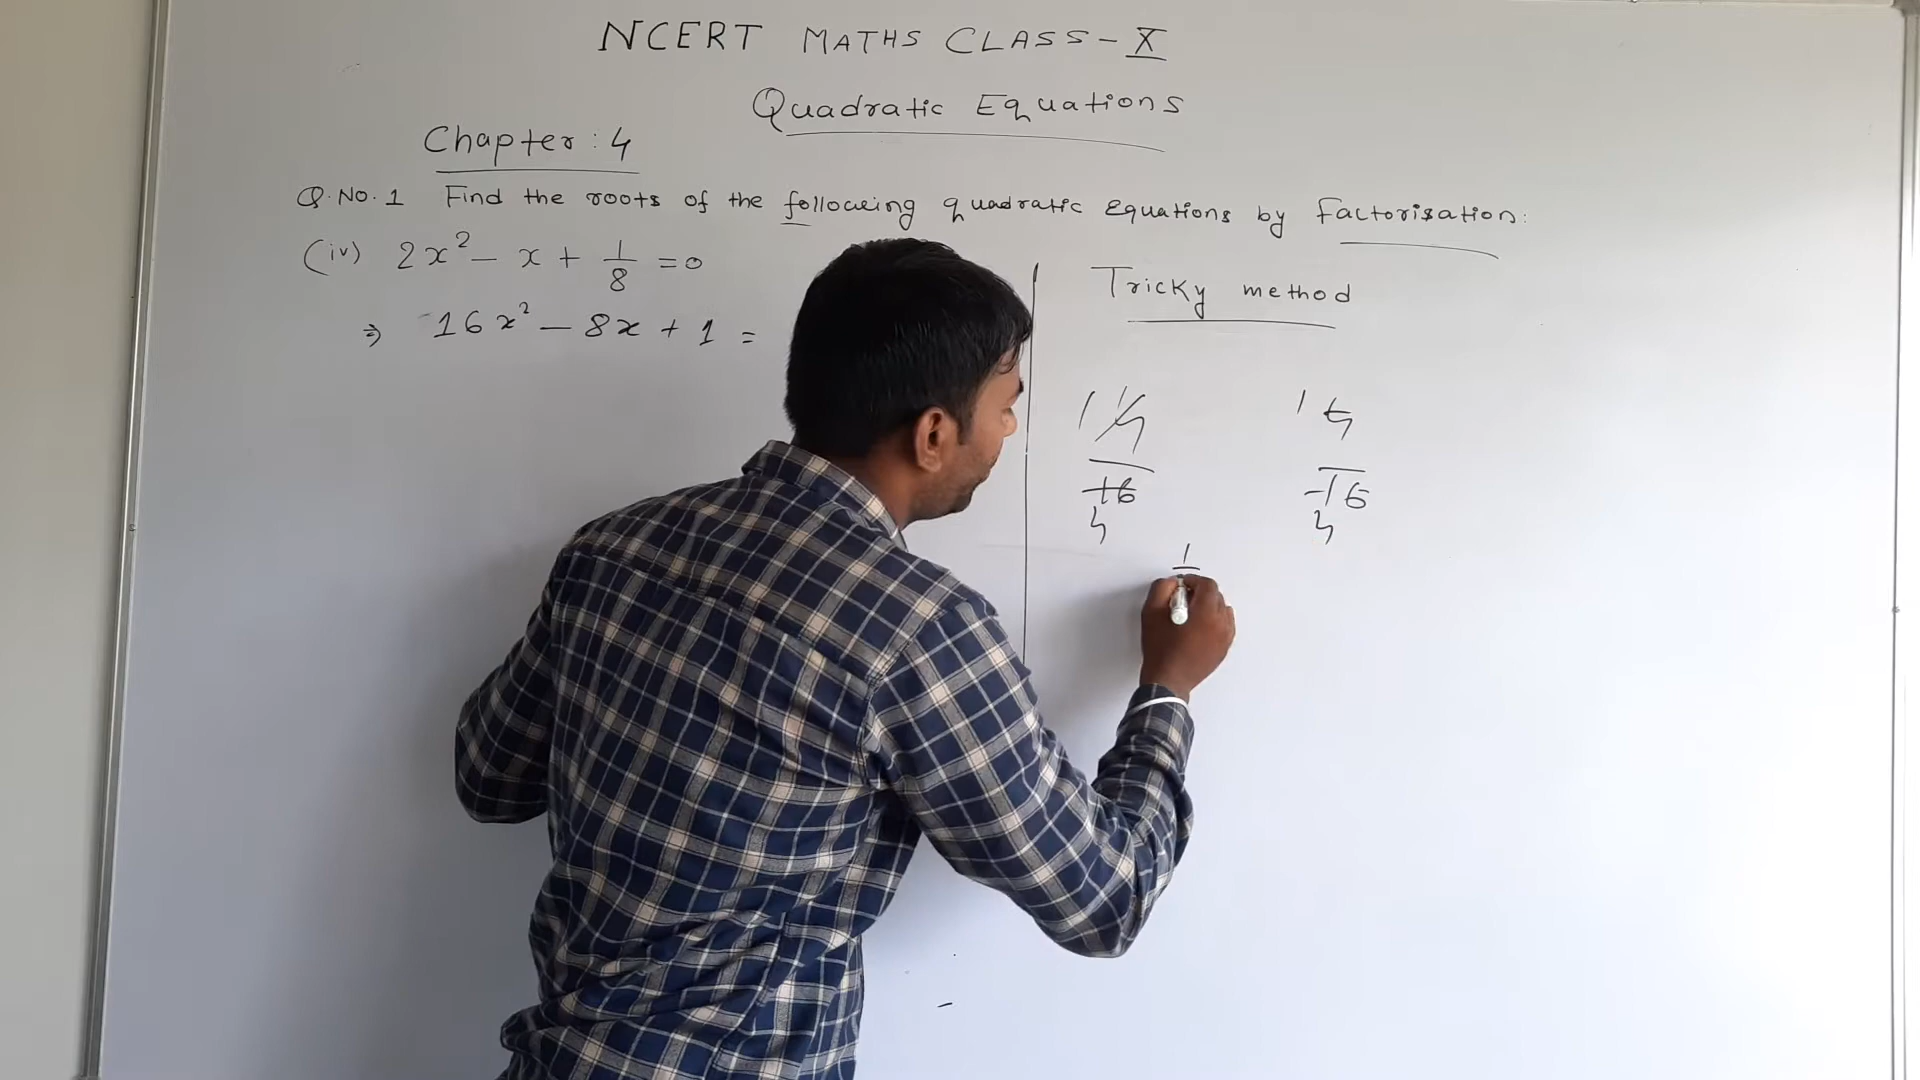 NCERT MATHS CLASS-X
Quadratic Equations
Chapter: 4
Q.No.1 Find the roots of the following quadratic Equations by Factorisation:
(iv) 2x² - x + 1/8 = 0
⇒ 16x² - 8x + 1 =
Tricky method
1 4 1 4
16 16
4 4
1